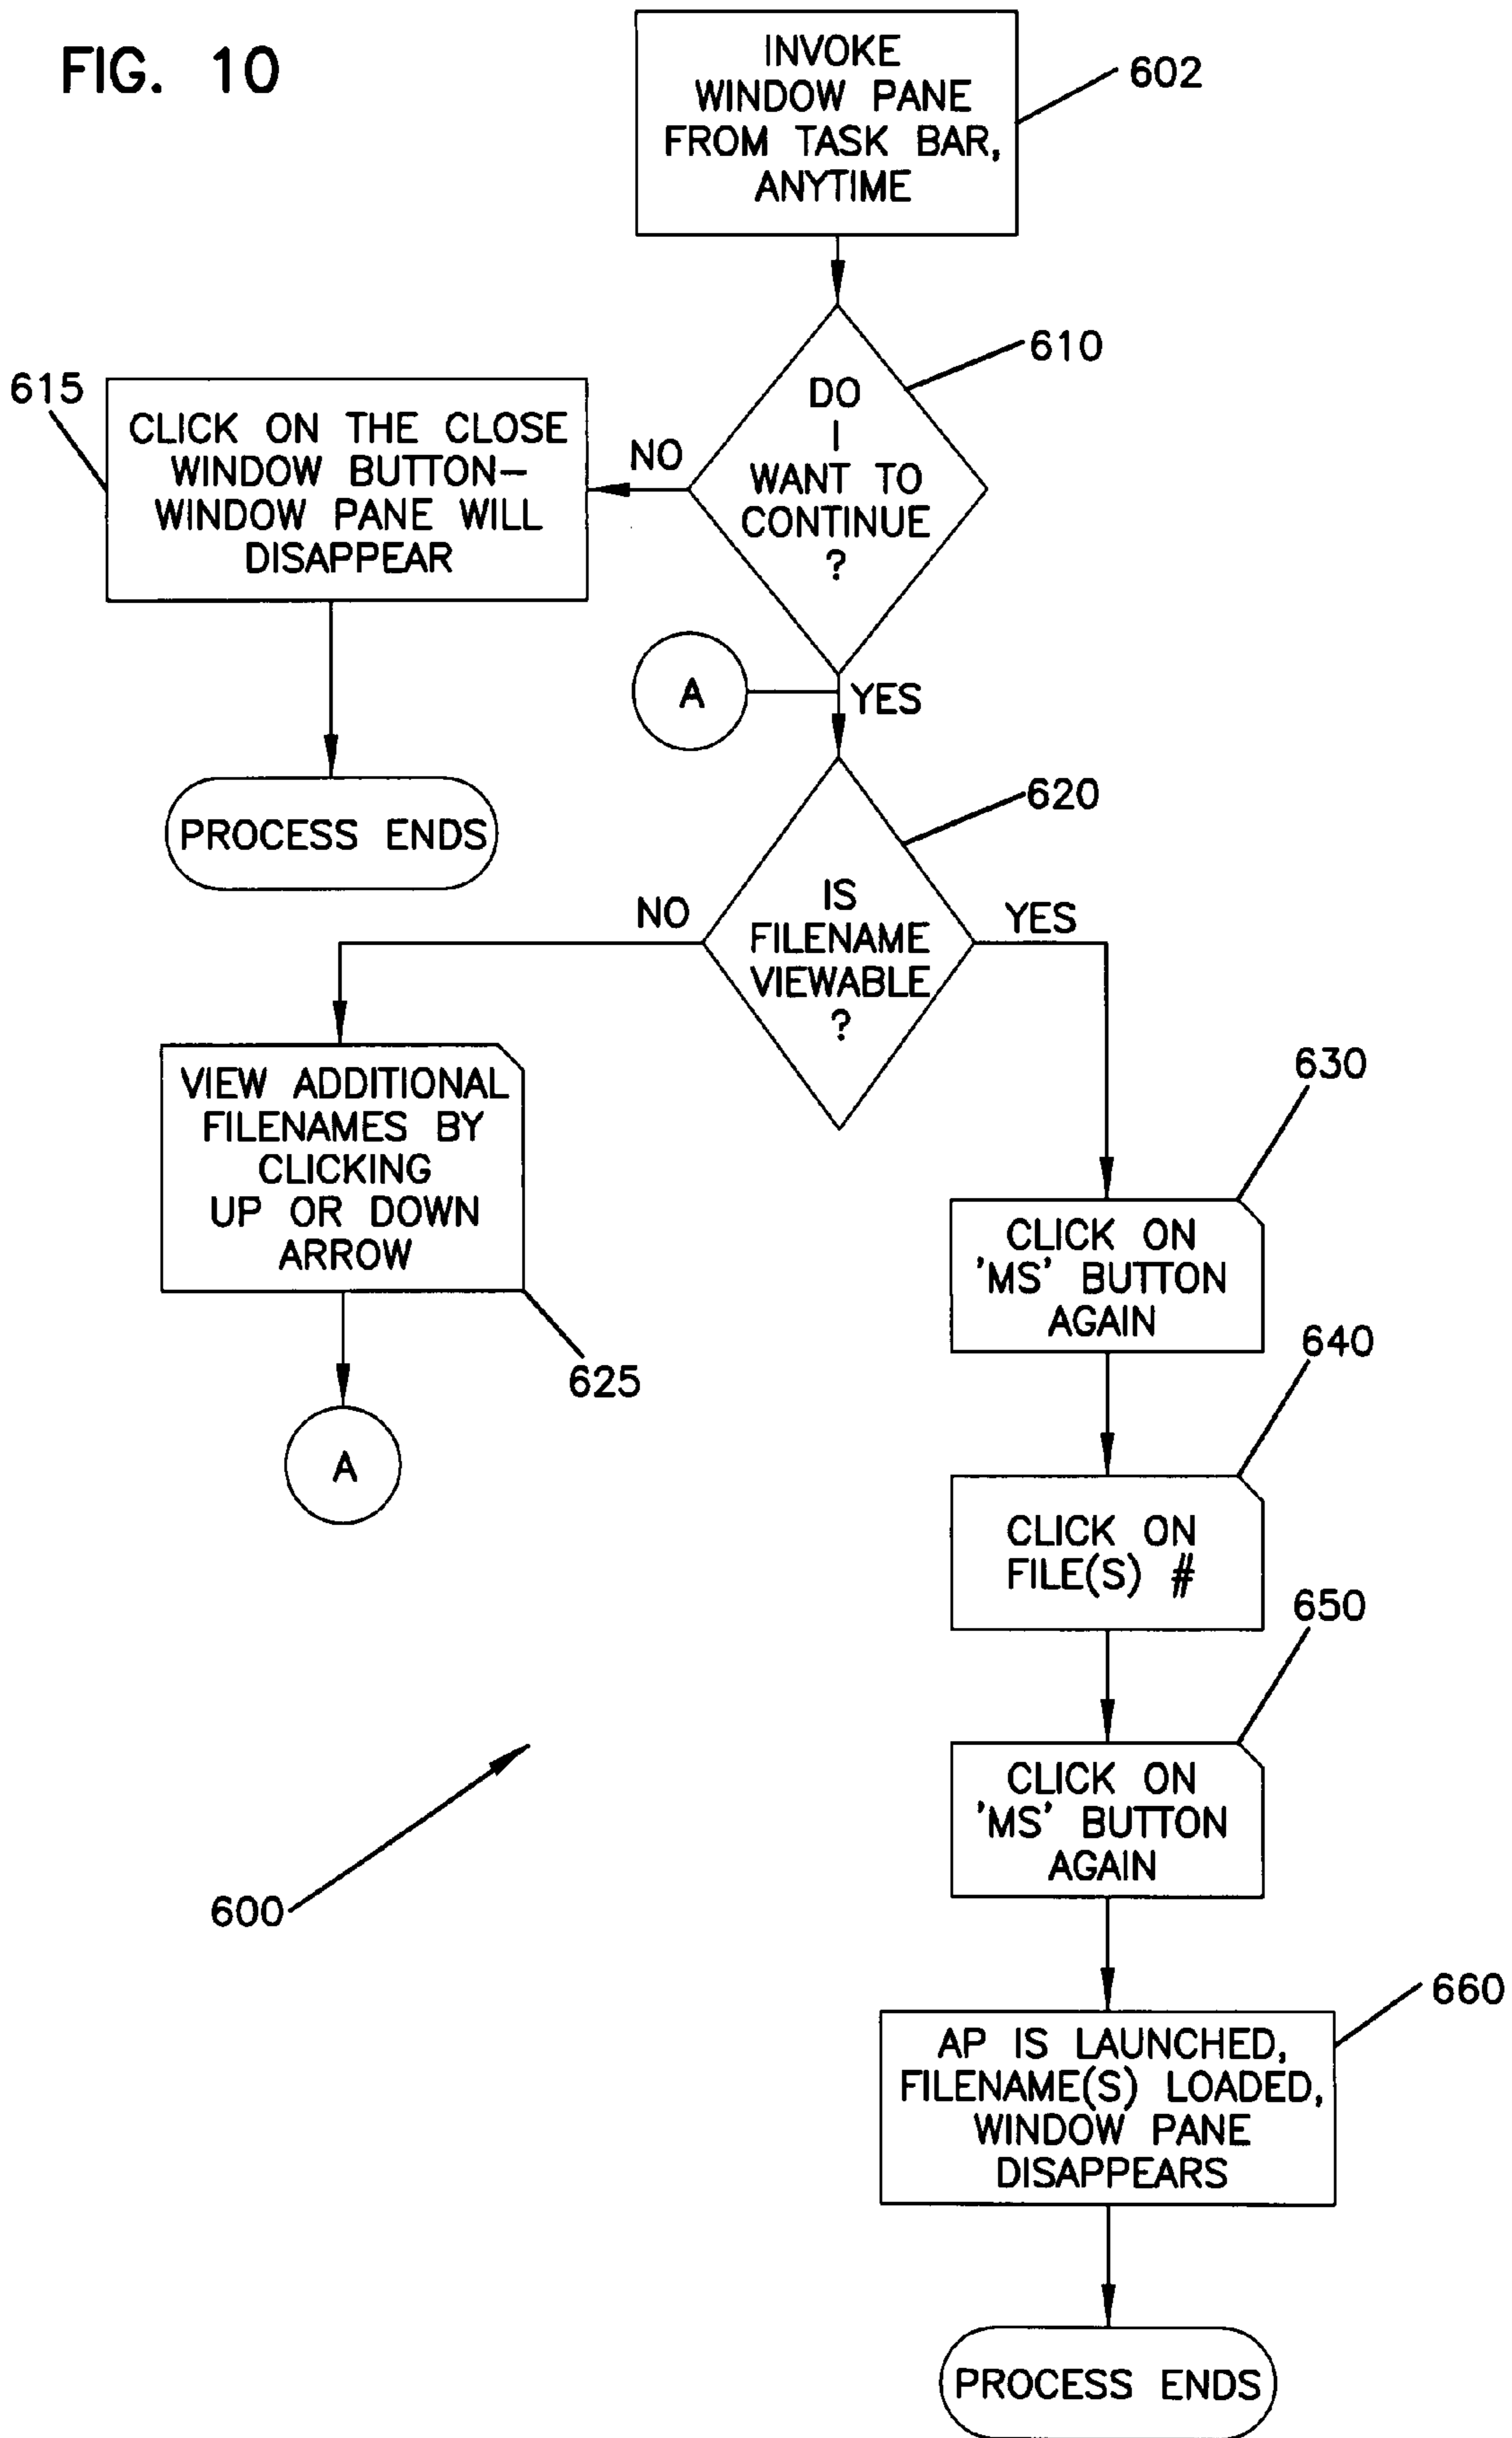 FIG. 10
INVOKE
WINDOW PANE
FROM TASK BAR,
ANYTIME
602
610
DO
I
WANT TO
CONTINUE
?
NO
615
CLICK ON THE CLOSE
WINDOW BUTTON–
WINDOW PANE WILL
DISAPPEAR
PROCESS ENDS
A
YES
620
IS
FILENAME
VIEWABLE
?
NO
YES
VIEW ADDITIONAL
FILENAMES BY
CLICKING
UP OR DOWN
ARROW
625
A
630
CLICK ON
'MS' BUTTON
AGAIN
640
CLICK ON
FILE(S) #
650
CLICK ON
'MS' BUTTON
AGAIN
600
660
AP IS LAUNCHED,
FILENAME(S) LOADED,
WINDOW PANE
DISAPPEARS
PROCESS ENDS